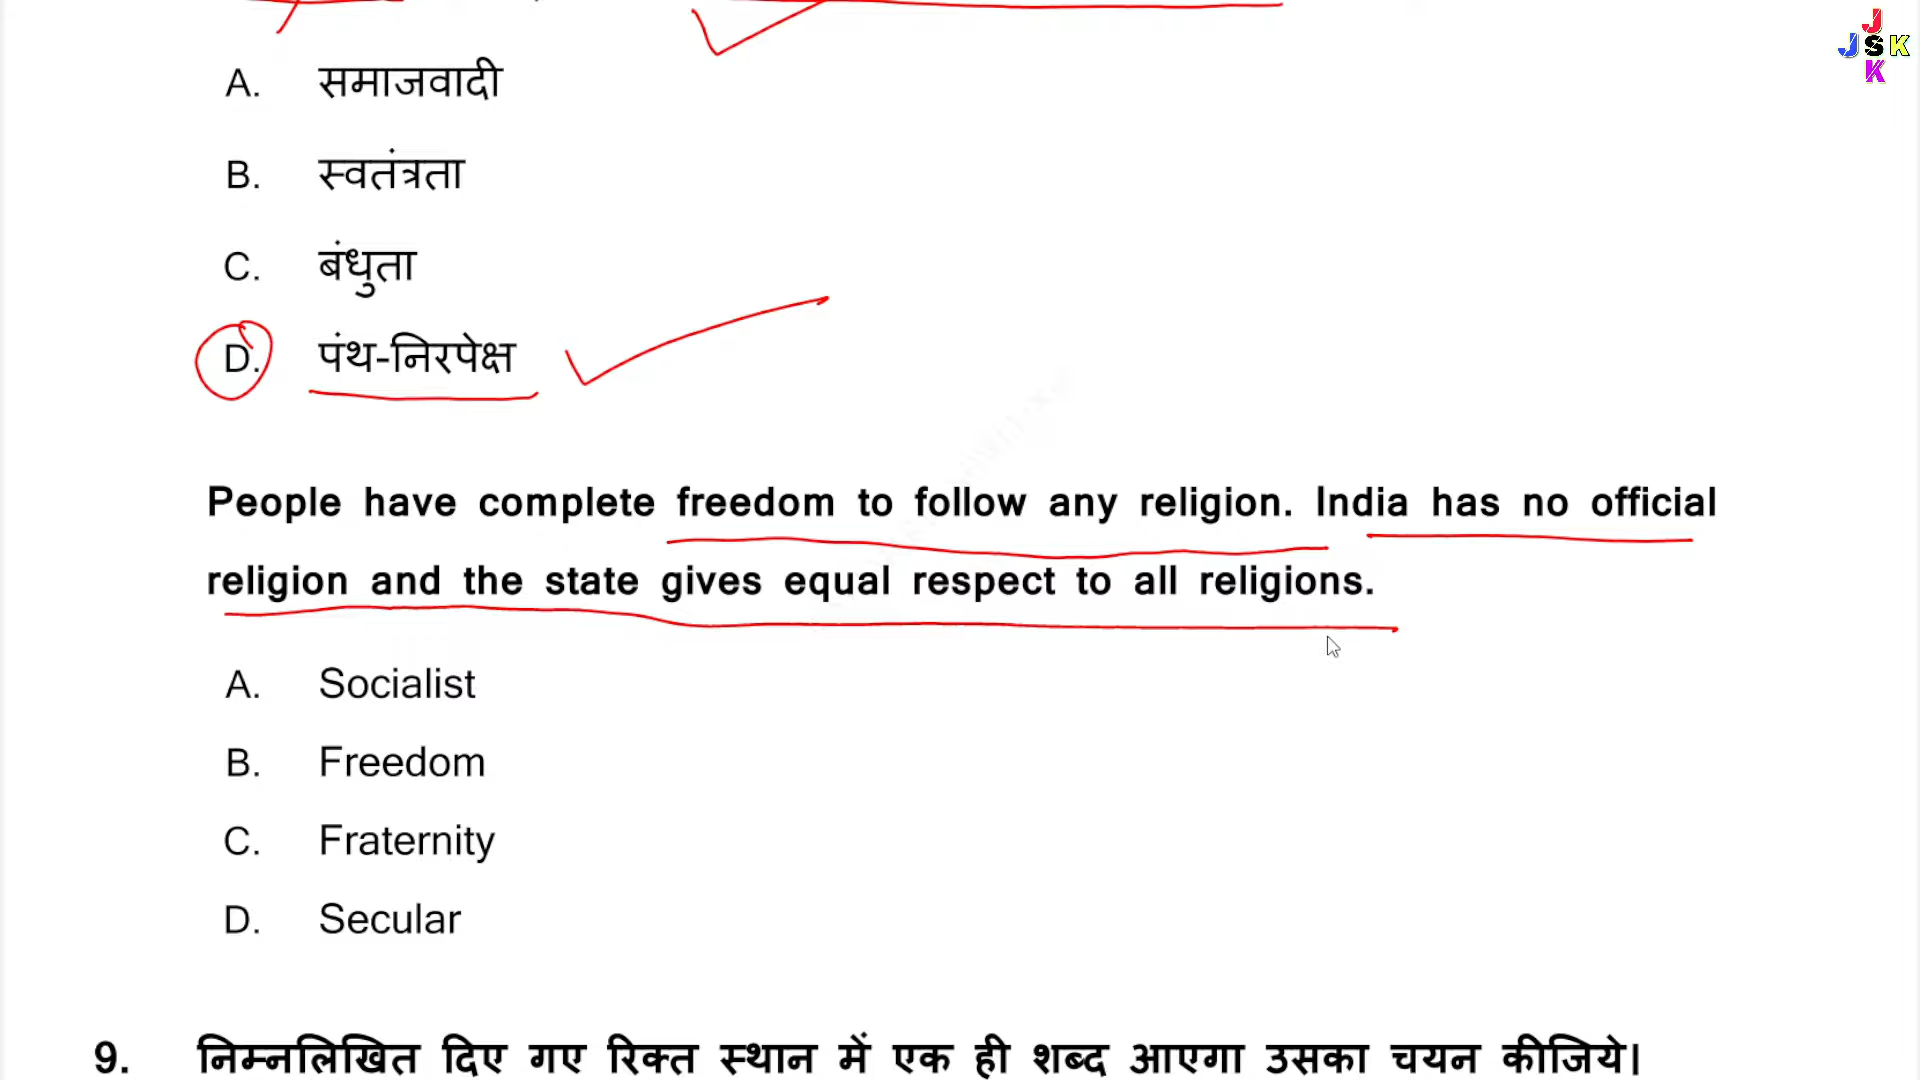 J
JSK
K
A. समाजवादी
B. स्वतंत्रता
C. बंधुता
D. पंथ-निरपेक्ष
People have complete freedom to follow any religion. India has no official
religion and the state gives equal respect to all religions.
A. Socialist
B. Freedom
C. Fraternity
D. Secular
9. निम्नलिखित दिए गए रिक्त स्थान में एक ही शब्द आएगा उसका चयन कीजिये।